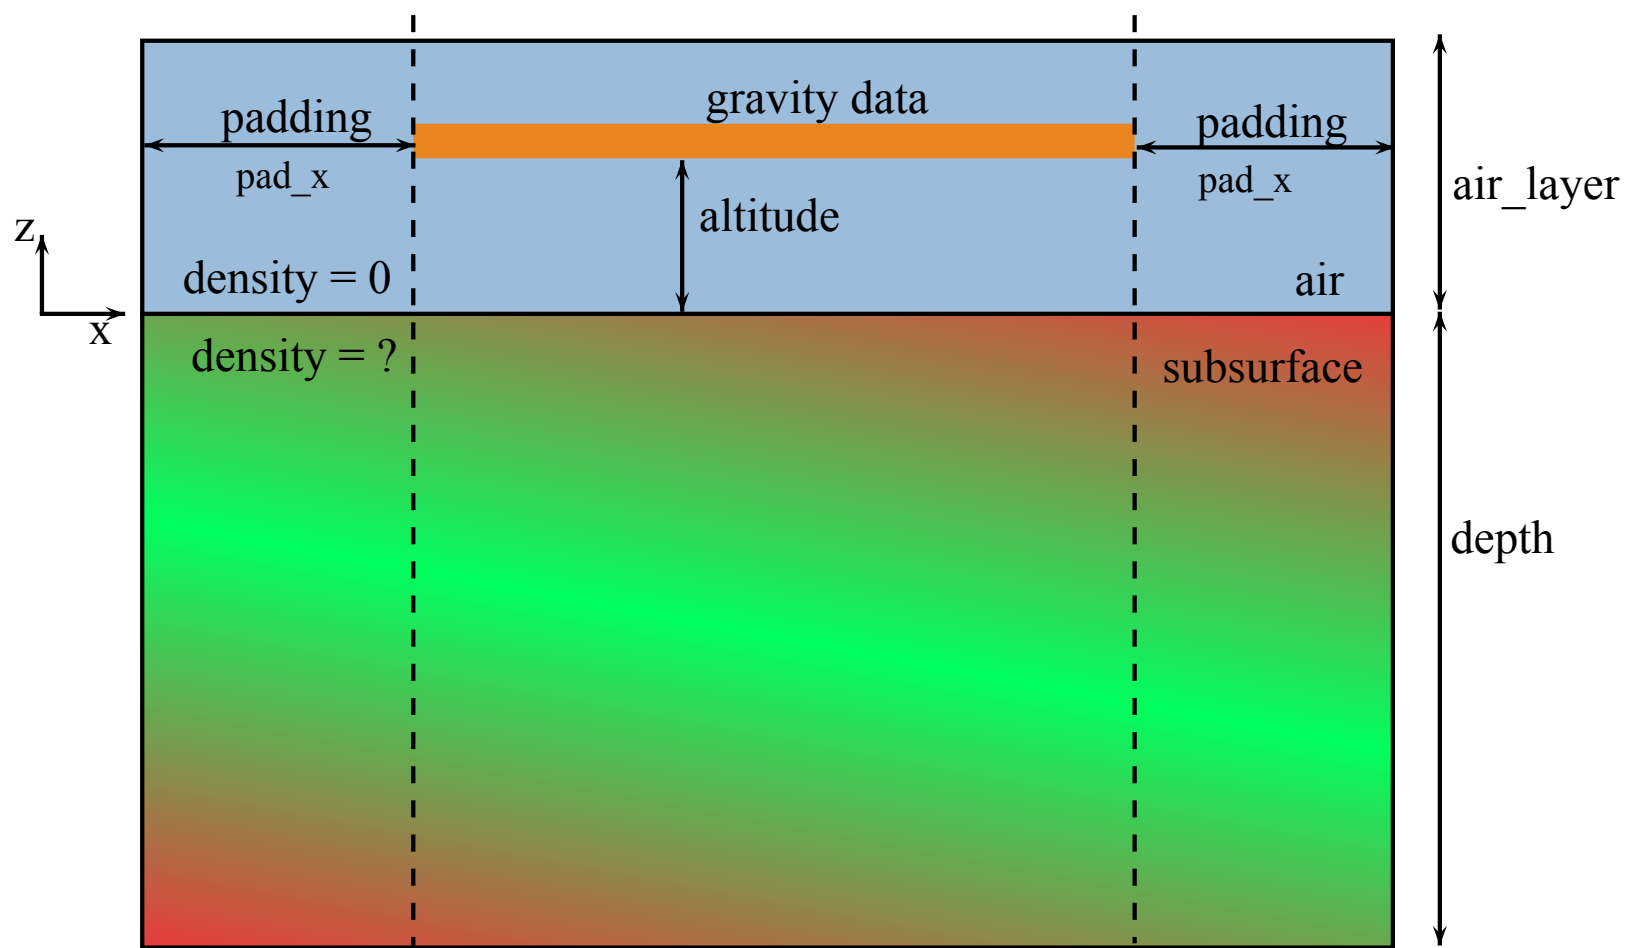 gravity data
padding
padding
pad_x
pad_x
air_layer
altitude
z
density = 0
air
x
density = ?
subsurface
depth